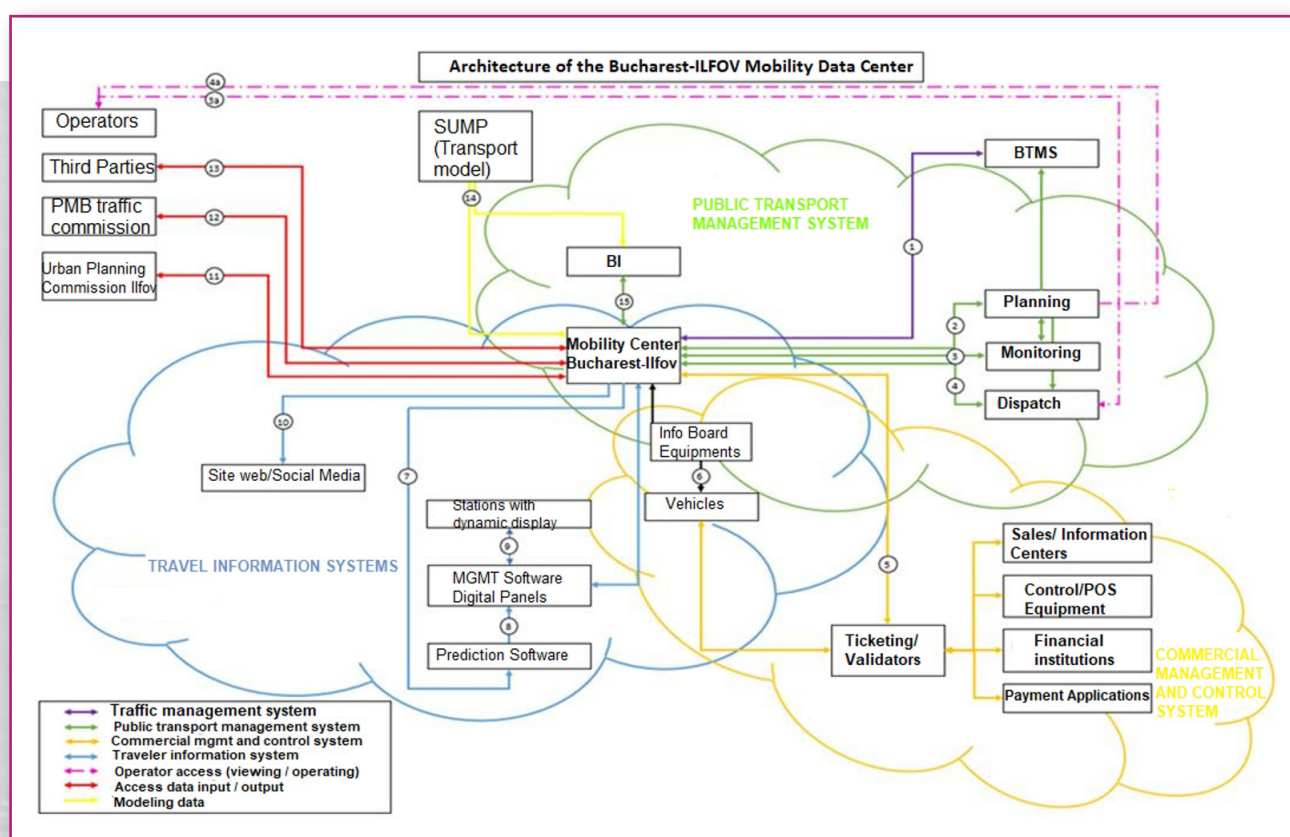 Architecture of the Bucharest-ILFOV Mobility Data Center
4a
5a
Operators
SUMP
(Transport
model)
BTMS
Third Parties
13
14
PUBLIC TRANSPORT
MANAGEMENT SYSTEM
PMB traffic
commission
12
1
BI
Urban Planning
Commission Ilfov
11
15
Planning
2
Mobility Center
Bucharest-Ilfov
Monitoring
3
4
Dispatch
10
Info Board
Equipments
Site web/Social Media
7
6
Vehicles
Stations with
dynamic display
9
Sales/ Information
Centers
TRAVEL INFORMATION SYSTEMS
MGMT Software
Digital Panels
5
Control/POS
Equipment
8
Prediction Software
Ticketing/
Validators
Financial
institutions
COMMERCIAL
MANAGEMENT
AND CONTROL
SYSTEM
Payment Applications
Traffic management system
Public transport management system
Commercial mgmt and control system
Traveler information system
Operator access (viewing / operating)
Access data input / output
Modeling data